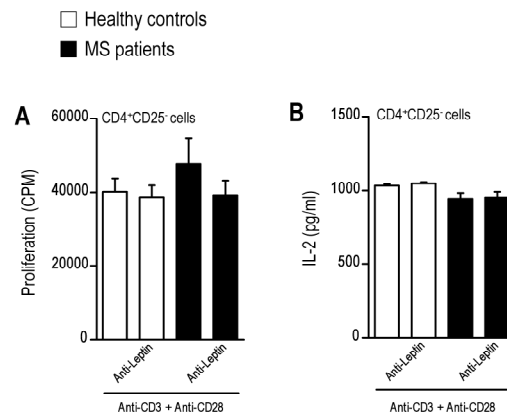 Healthy controls
MS patients
A
CD4⁺CD25⁻ cells
Proliferation (CPM)
60000
40000
20000
0
Anti-Leptin
Anti-Leptin
Anti-CD3 + Anti-CD28
B
CD4⁺CD25⁻ cells
IL-2 (pg/ml)
1500
1000
500
0
Anti-Leptin
Anti-Leptin
Anti-CD3 + Anti-CD28